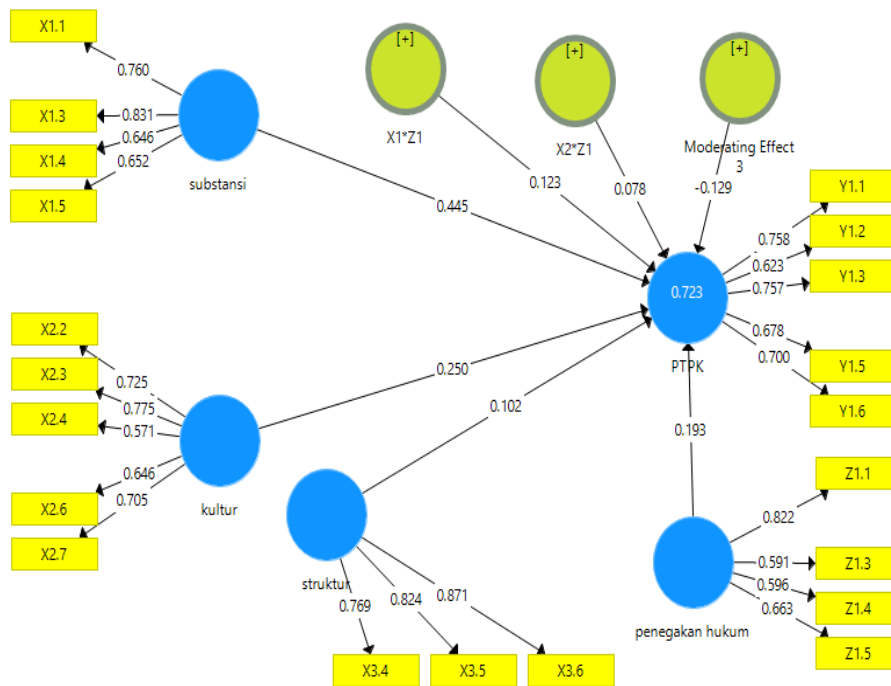 X1.1
0.760
X1.3
0.831
X1.4
0.646
X1.5
0.652
substansi
[+]
X1*Z1
[+]
X2*Z1
[+]
Moderating Effect
3
0.123
0.078
-0.129
0.445
0.723
PTPK
Y1.1
0.758
Y1.2
0.623
Y1.3
0.757
Y1.5
0.678
Y1.6
0.700
X2.2
0.725
X2.3
0.775
X2.4
0.571
X2.6
0.646
X2.7
0.705
kultur
0.250
0.102
0.193
struktur
0.769
0.824
0.871
X3.4
X3.5
X3.6
penegakan hukum
Z1.1
0.822
Z1.3
0.591
Z1.4
0.596
Z1.5
0.663